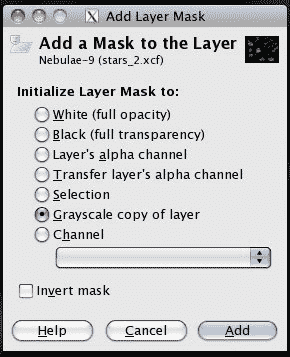 Add Layer Mask
Add a Mask to the Layer
Nebulae-9 (stars_2.xcf)
Initialize Layer Mask to:
White (full opacity)
Black (full transparency)
Layer's alpha channel
Transfer layer's alpha channel
Selection
Grayscale copy of layer
Channel
Invert mask
Help Cancel Add